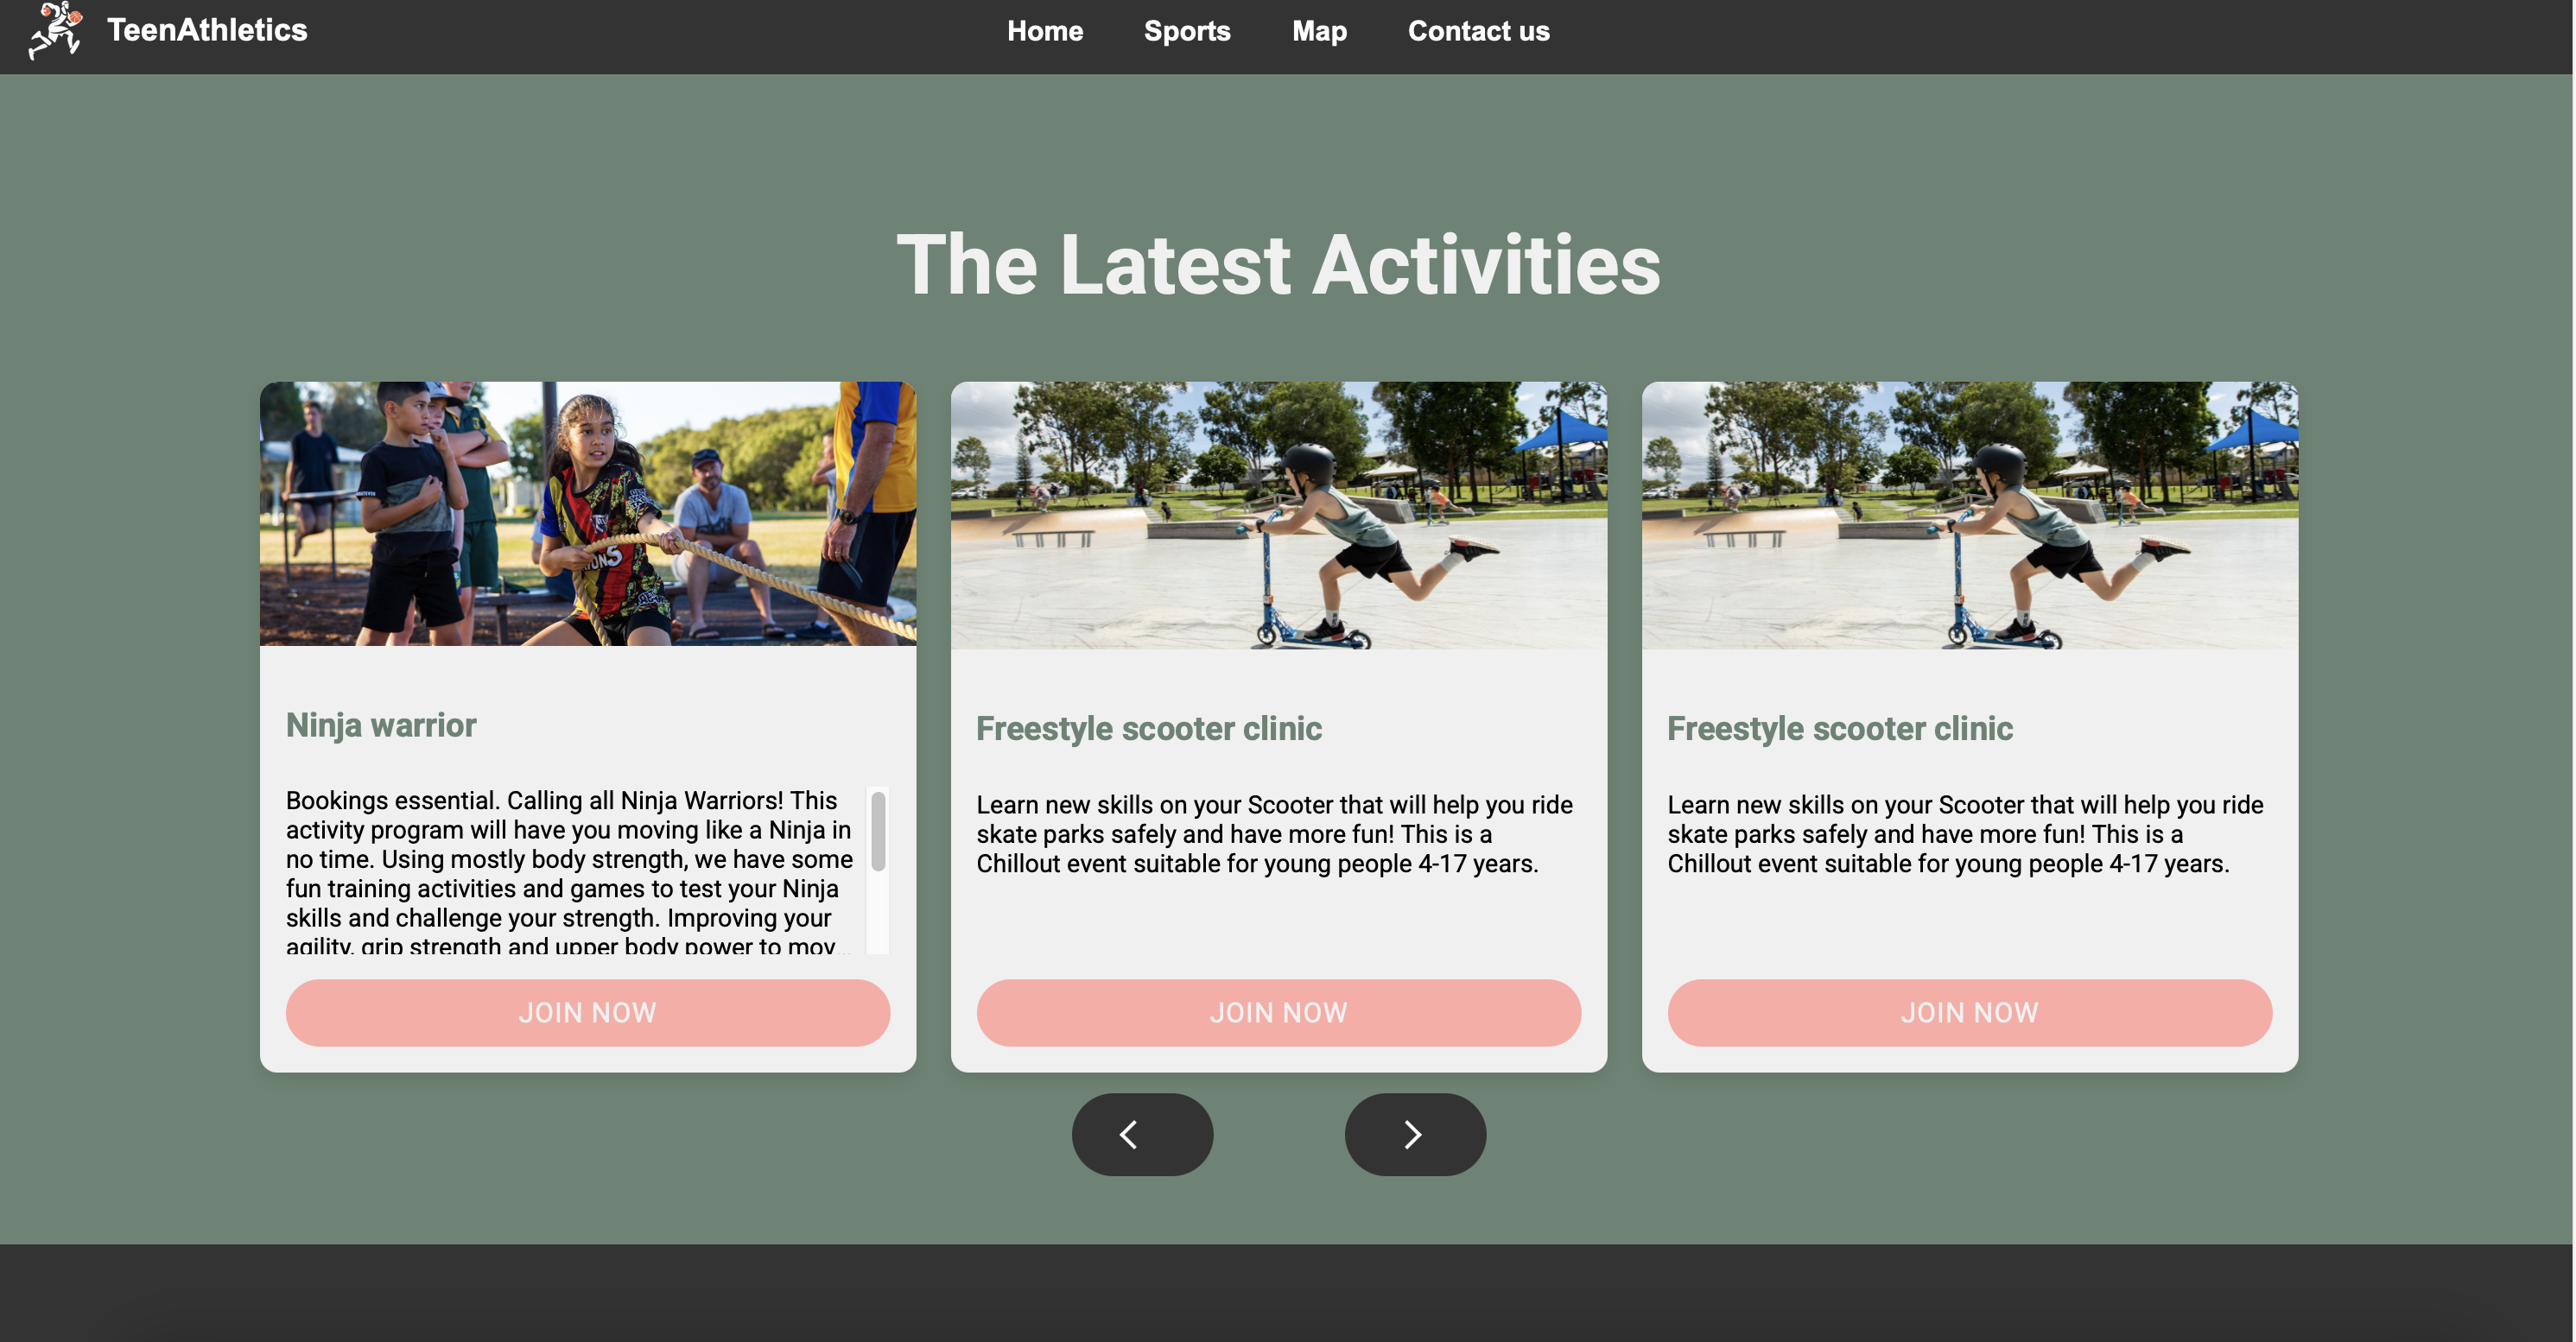 TeenAthletics
Home Sports Map Contact us
The Latest Activities
Ninja warrior
Bookings essential. Calling all Ninja Warriors! This
activity program will have you moving like a Ninja in
no time. Using mostly body strength, we have some
fun training activities and games to test your Ninja
skills and challenge your strength. Improving your
agility, grip strength and upper body power to mov...
JOIN NOW
Freestyle scooter clinic
Learn new skills on your Scooter that will help you ride
skate parks safely and have more fun! This is a
Chillout event suitable for young people 4-17 years.
JOIN NOW
Freestyle scooter clinic
Learn new skills on your Scooter that will help you ride
skate parks safely and have more fun! This is a
Chillout event suitable for young people 4-17 years.
JOIN NOW